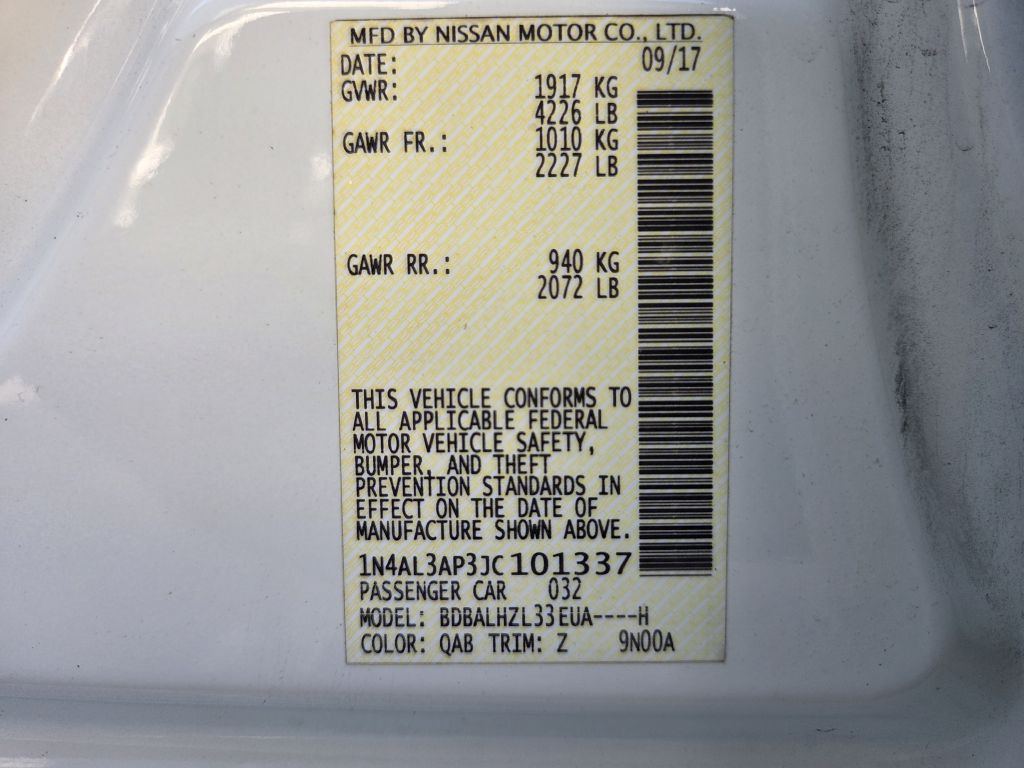 MFD BY NISSAN MOTOR CO., LTD.
DATE: 09/17
GVWR: 1917 KG
4226 LB
GAWR FR.: 1010 KG
2227 LB
GAWR RR.: 940 KG
2072 LB
THIS VEHICLE CONFORMS TO
ALL APPLICABLE FEDERAL
MOTOR VEHICLE SAFETY,
BUMPER, AND THEFT
PREVENTION STANDARDS IN
EFFECT ON THE DATE OF
MANUFACTURE SHOWN ABOVE.
1N4AL3AP3JC101337
PASSENGER CAR 032
MODEL: BDBALHZL33EUA----H
COLOR: QAB TRIM: Z 9N00A